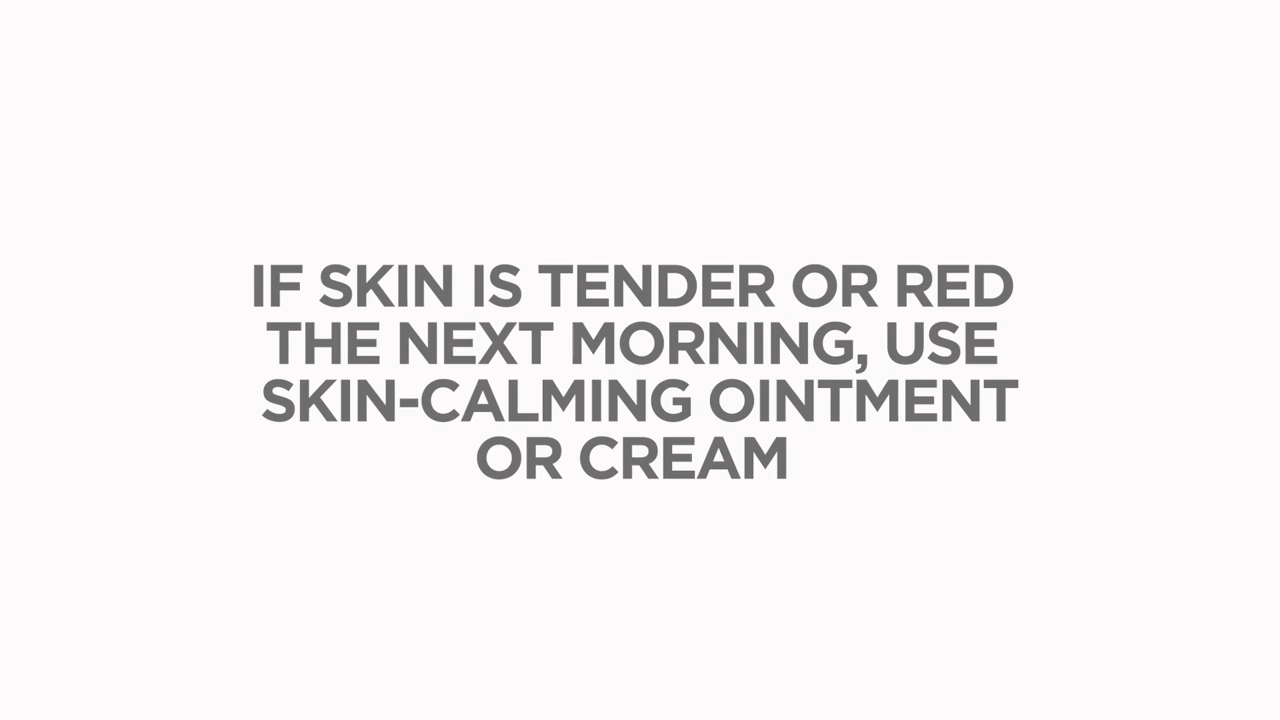 IF SKIN IS TENDER OR RED
THE NEXT MORNING, USE
SKIN-CALMING OINTMENT
OR CREAM